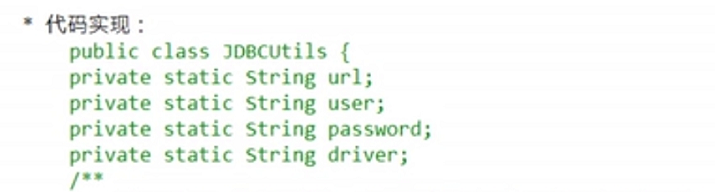 * 代码实现：
public class JDBCUtils {
private static String url;
private static String user;
private static String password;
private static String driver;
/**